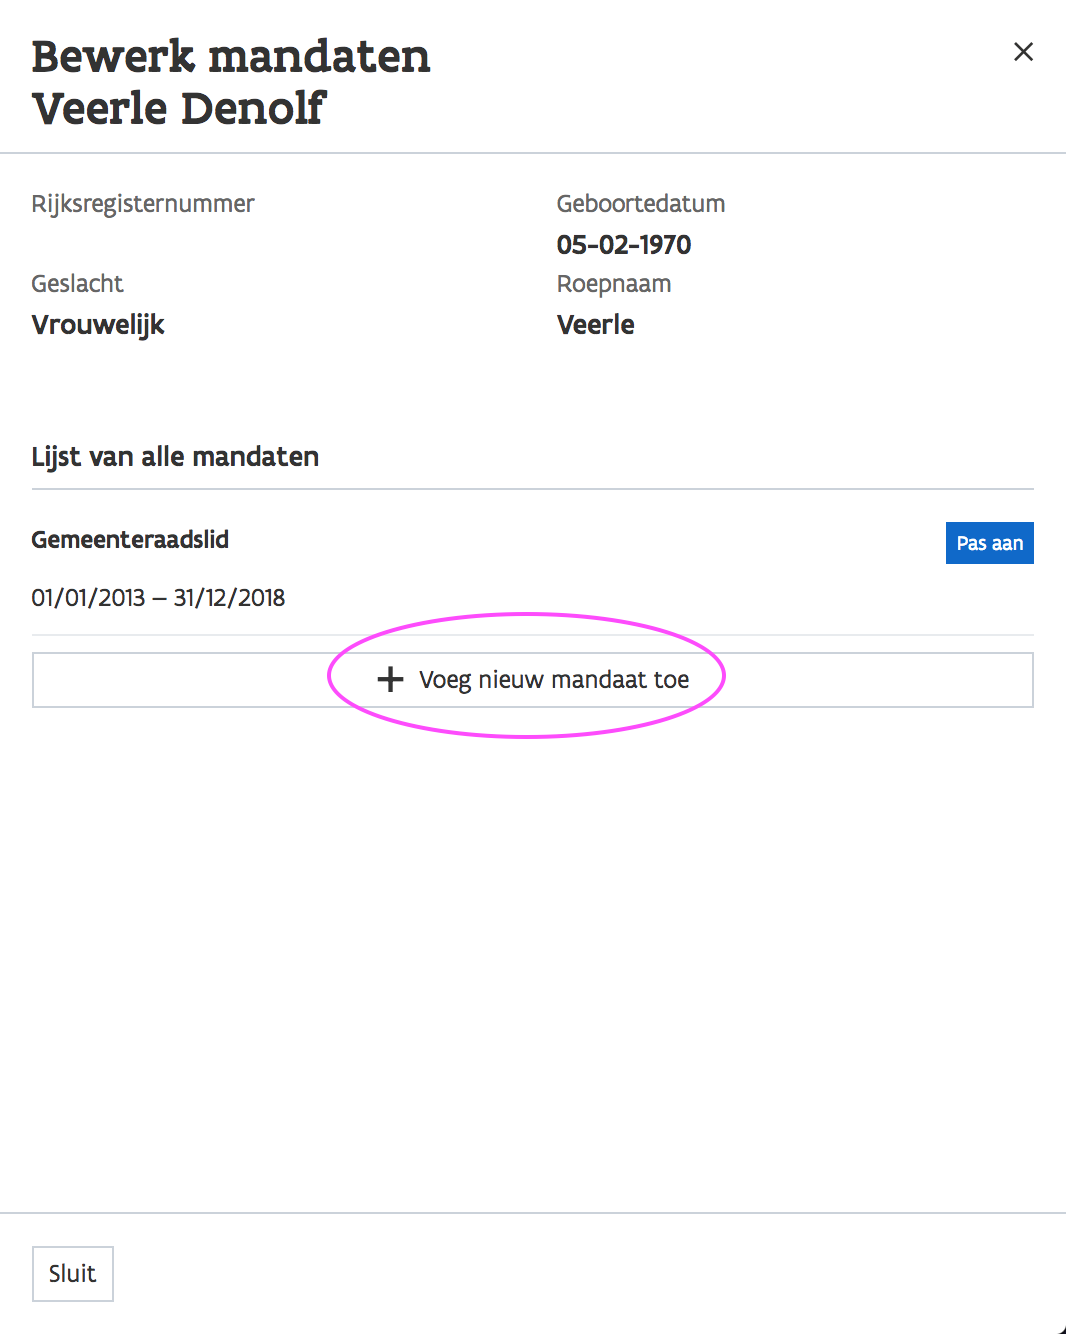 Bewerk mandaten
Veerle Denolf
Rijksregisternummer
Geboortedatum
05-02-1970
Geslacht
Vrouwelijk
Roepnaam
Veerle
Lijst van alle mandaten
Gemeenteraadslid
Pas aan
01/01/2013 – 31/12/2018
Voeg nieuw mandaat toe
Sluit